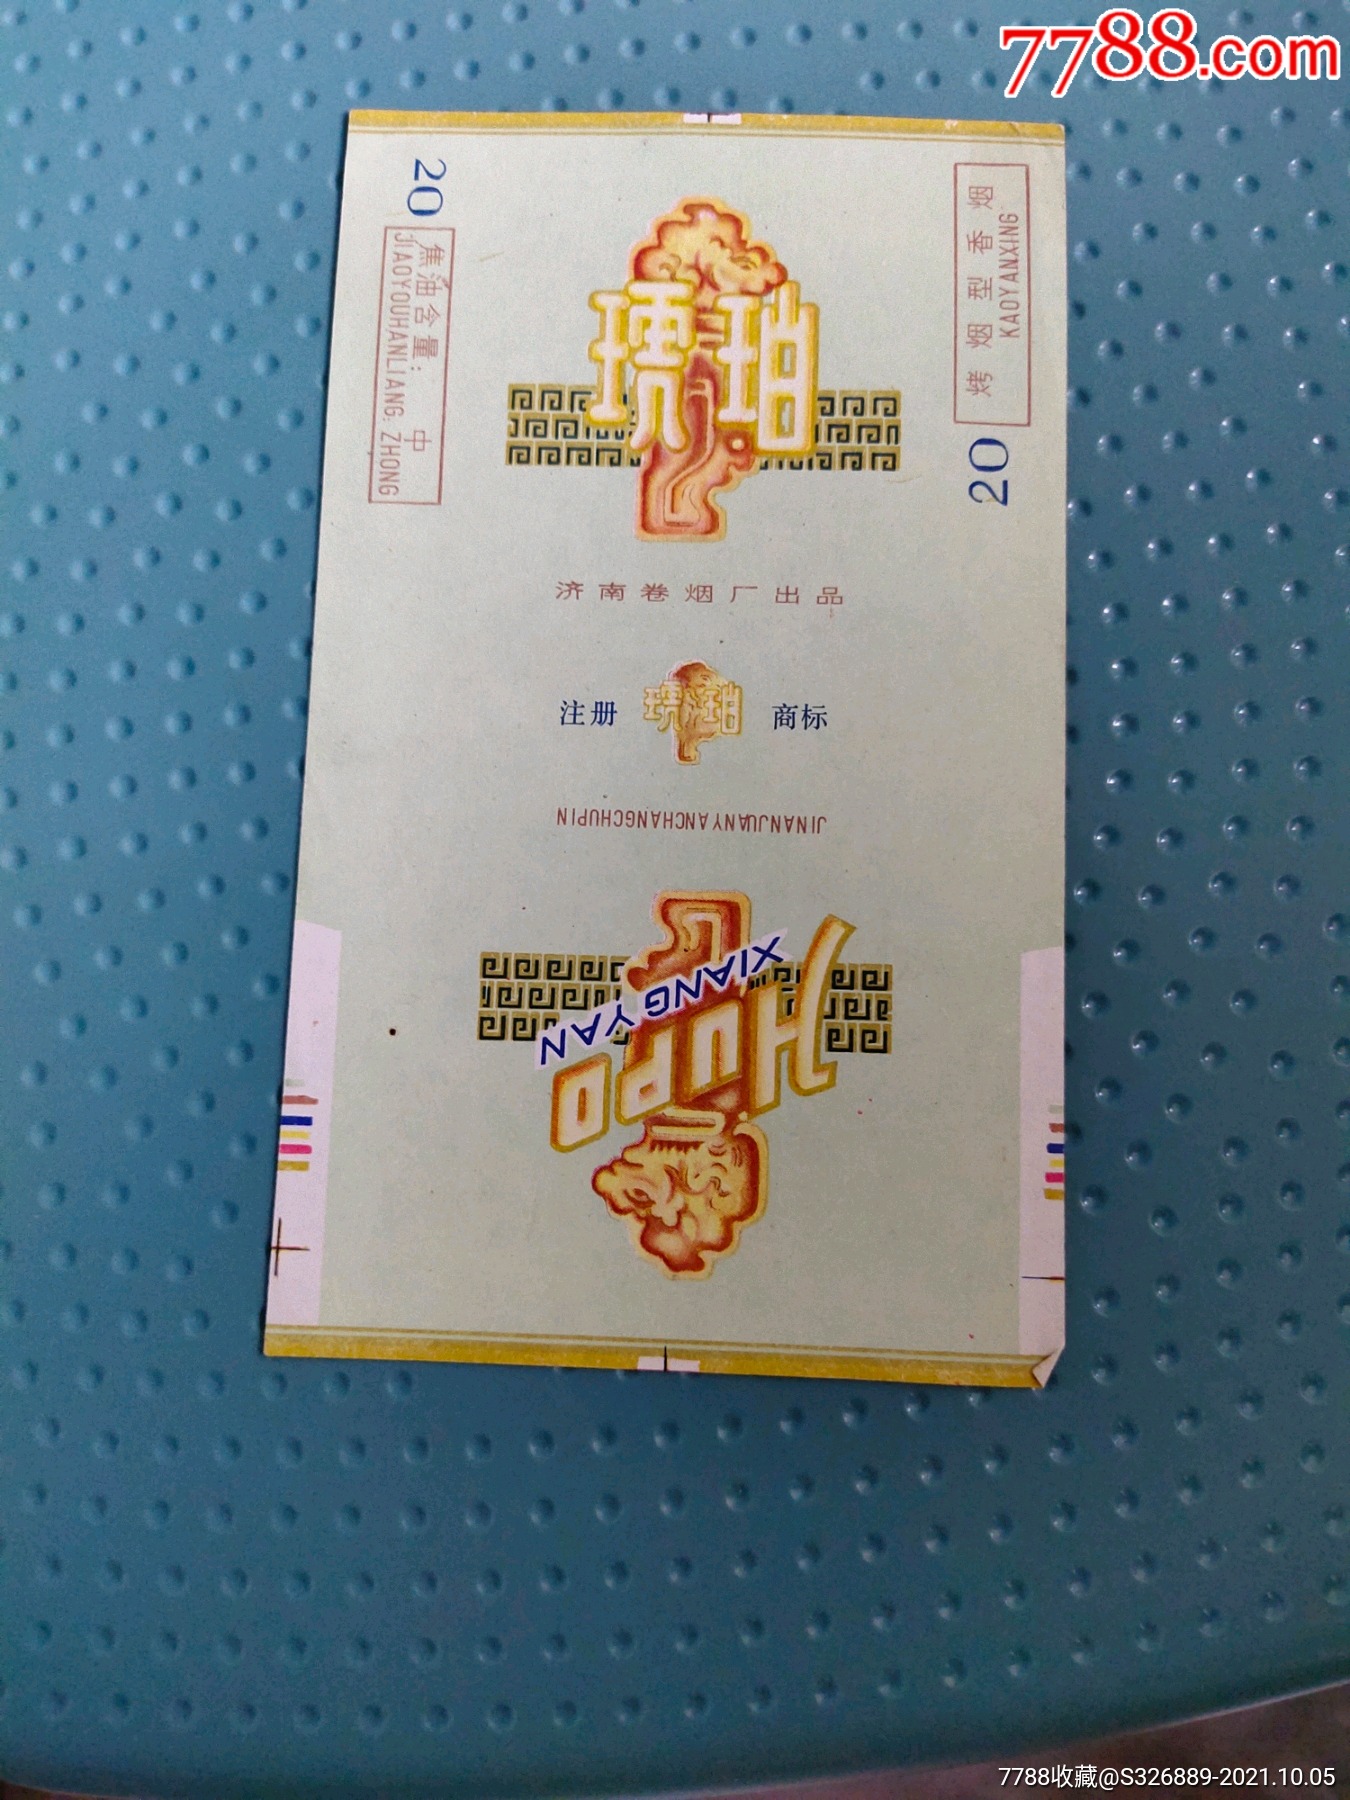 7788.com
20
焦油含量：中
JIAOYOUHANLIANG: ZHONG
烤烟型香烟
KAOYANXING
20
琥珀
济南卷烟厂出品
注册 琥珀 商标
JINANJUANYANCHANGCHUPIN
XIANGYAN
HUPO
7788收藏@S326889-2021.10.05